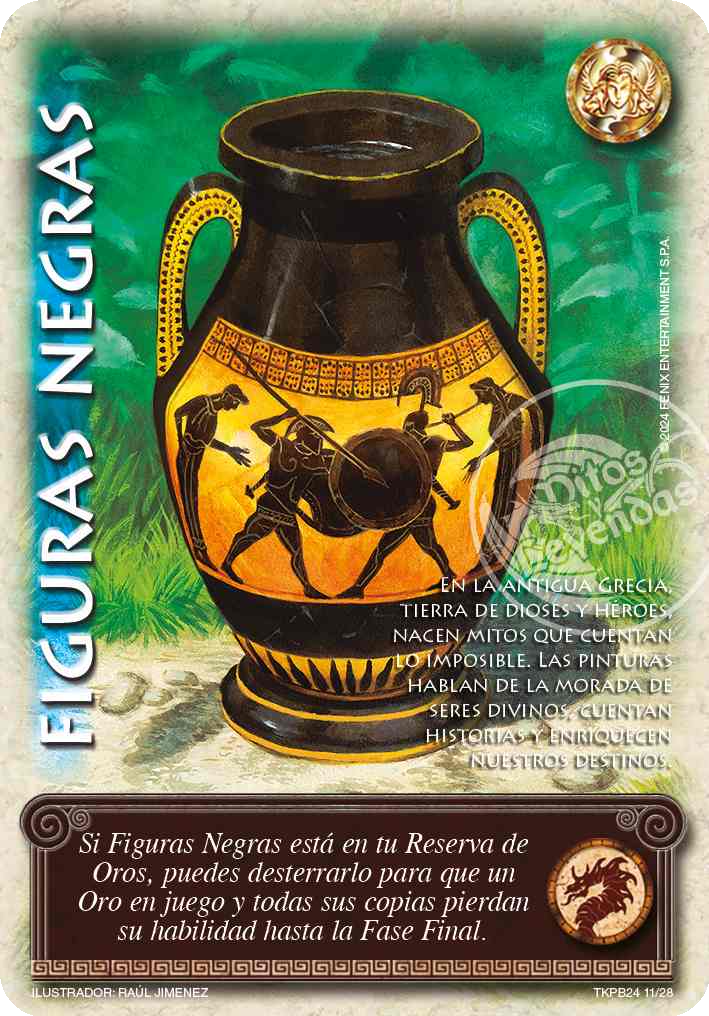 FIGURAS NEGRAS
© 2024 FENIX ENTERTAINMENT S.P.A.
Mitos
y
Leyendas
EN LA ANTIGUA GRECIA,
TIERRA DE DIOSES Y HÉROES,
NACEN MITOS QUE CUENTAN
LO IMPOSIBLE. LAS PINTURAS
HABLAN DE LA MORADA DE
SERES DIVINOS, CUENTAN
HISTORIAS Y ENRIQUECEN
NUESTROS DESTINOS.
Si Figuras Negras está en tu Reserva de
Oros, puedes desterrarlo para que un
Oro en juego y todas sus copias pierdan
su habilidad hasta la Fase Final.
ILUSTRADOR: RAÚL JIMENEZ
TKPB24 11/28